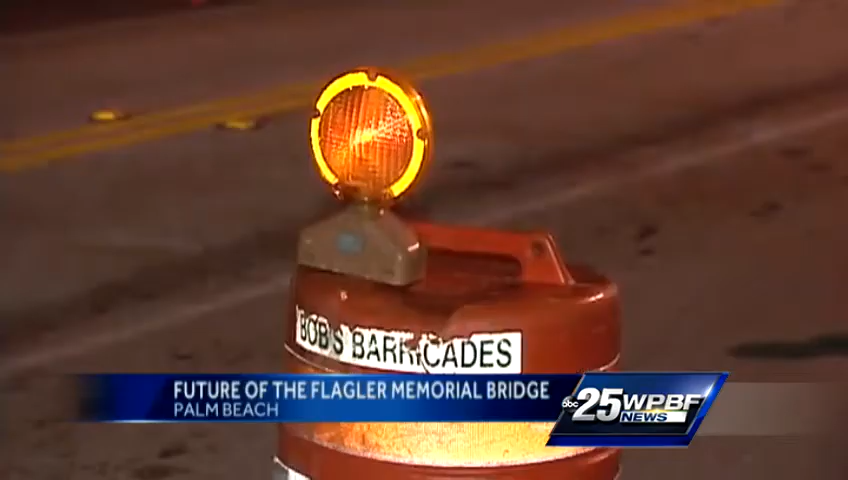 BOB'S BARRICADES
FUTURE OF THE FLAGLER MEMORIAL BRIDGE
PALM BEACH
abc 25 WPBF
NEWS